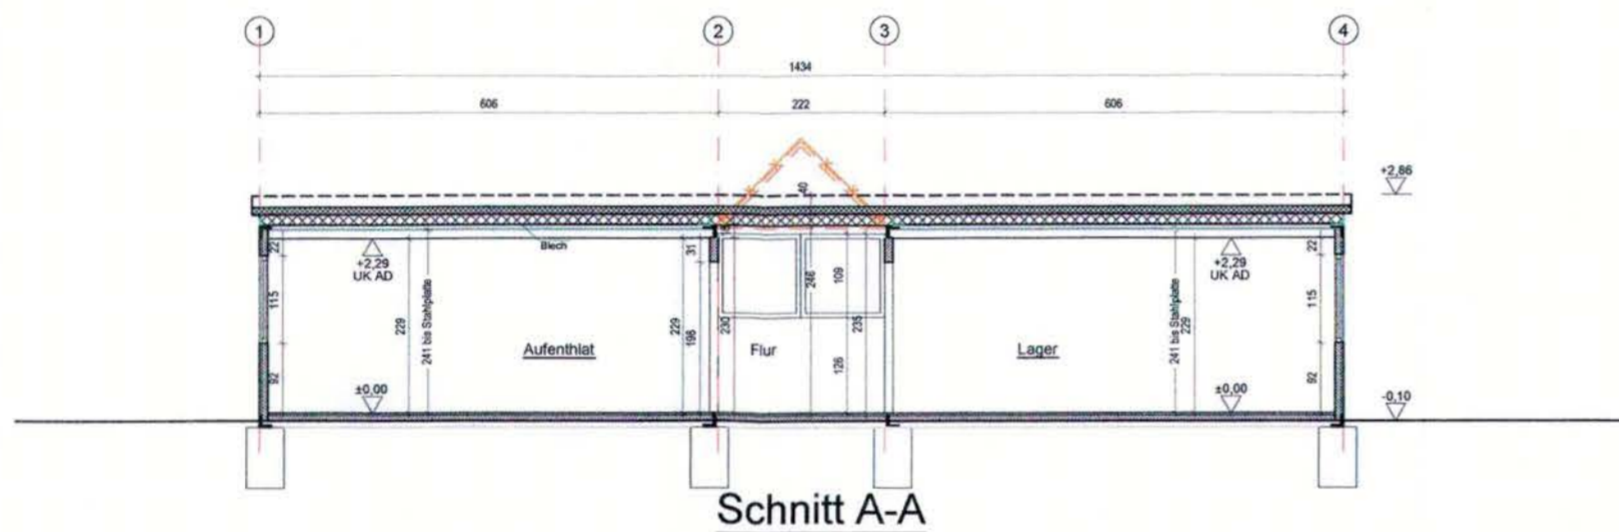 1 2 3 4
1434
606 222 606
+2,86
40
Blech
22 31 22
+2,29
UK AD
+2,29
UK AD
115 229 241 bis Stahlplatte 229 198 230 246 109 235 241 bis Stahlplatte 229 115
Aufenthlat Flur Lager
92 126 92
±0,00 ±0,00 -0,10
Schnitt A-A